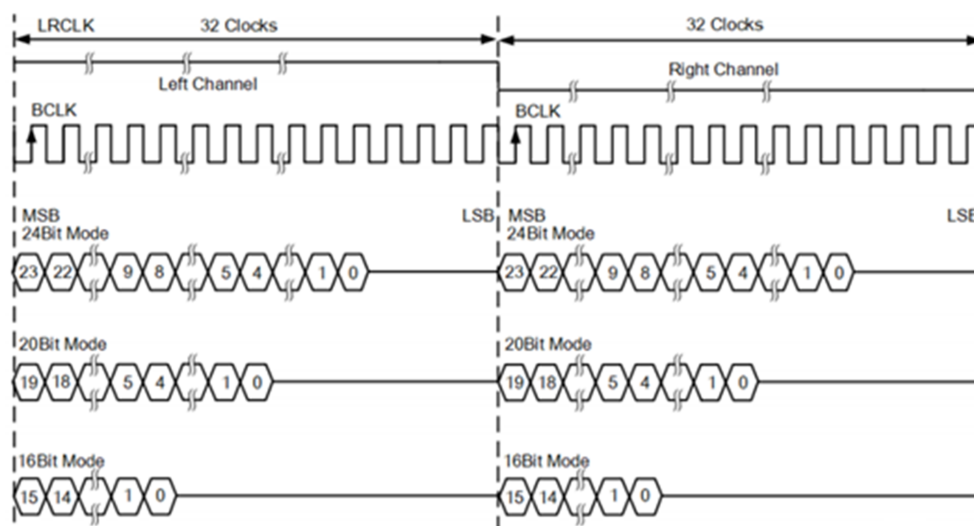 LRCLK 32 Clocks 32 Clocks
Left Channel Right Channel
BCLK BCLK
MSB LSB MSB LSB
24Bit Mode 24Bit Mode
23 22 9 8 5 4 1 0 23 22 9 8 5 4 1 0
20Bit Mode 20Bit Mode
19 18 5 4 1 0 19 18 5 4 1 0
16Bit Mode 16Bit Mode
15 14 1 0 15 14 1 0